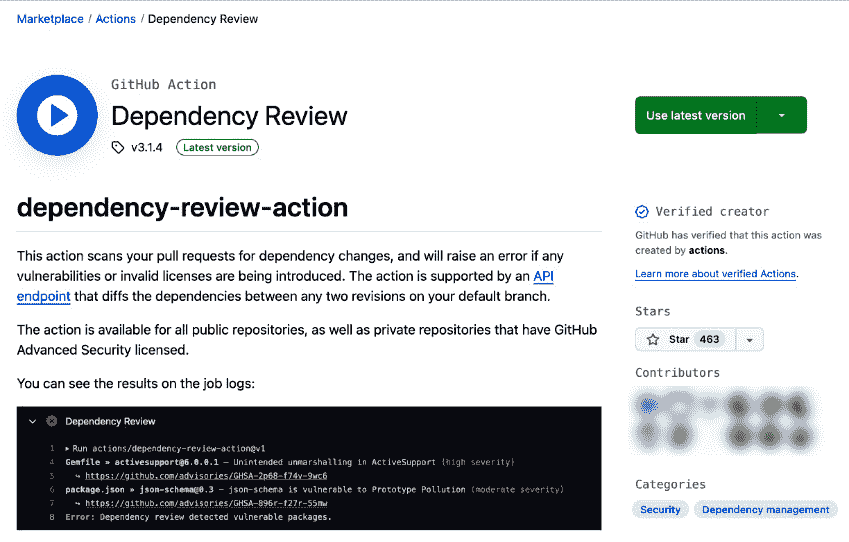 Marketplace / Actions / Dependency Review
GitHub Action
Dependency Review
v3.1.4 Latest version
Use latest version
dependency-review-action
This action scans your pull requests for dependency changes, and will raise an error if any
vulnerabilities or invalid licenses are being introduced. The action is supported by an API
endpoint that diffs the dependencies between any two revisions on your default branch.
The action is available for all public repositories, as well as private repositories that have GitHub
Advanced Security licensed.
You can see the results on the job logs:
Dependency Review
1 Run actions/dependency-review-action@v1
4 Gemfile » activesupport@6.0.0.1 – Unintended unmarshalling in ActiveSupport (high severity)
5 ↪ https://github.com/advisories/GHSA-2p68-f74v-9wc6
6 package.json » json-schema@0.3 – json-schema is vulnerable to Prototype Pollution (moderate severity)
7 ↪ https://github.com/advisories/GHSA-896r-f27r-55mw
8 Error: Dependency review detected vulnerable packages.
Verified creator
GitHub has verified that this action was
created by actions.
Learn more about verified Actions.
Stars
Star 463
Contributors
Categories
Security Dependency management